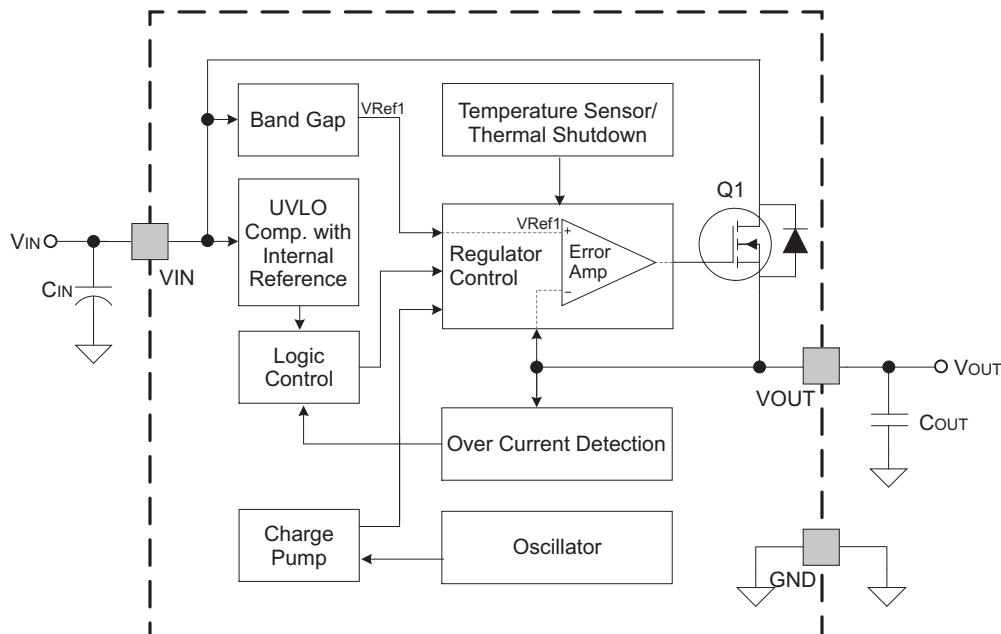 Band Gap
VRef1
Temperature Sensor/
Thermal Shutdown
Q1
UVLO
Comp. with
Internal
Reference
VRef1
+
Regulator
Control
Error
Amp
−
VIN
VIN
CIN
Logic
Control
VOUT
VOUT
COUT
Over Current Detection
Charge
Pump
Oscillator
GND